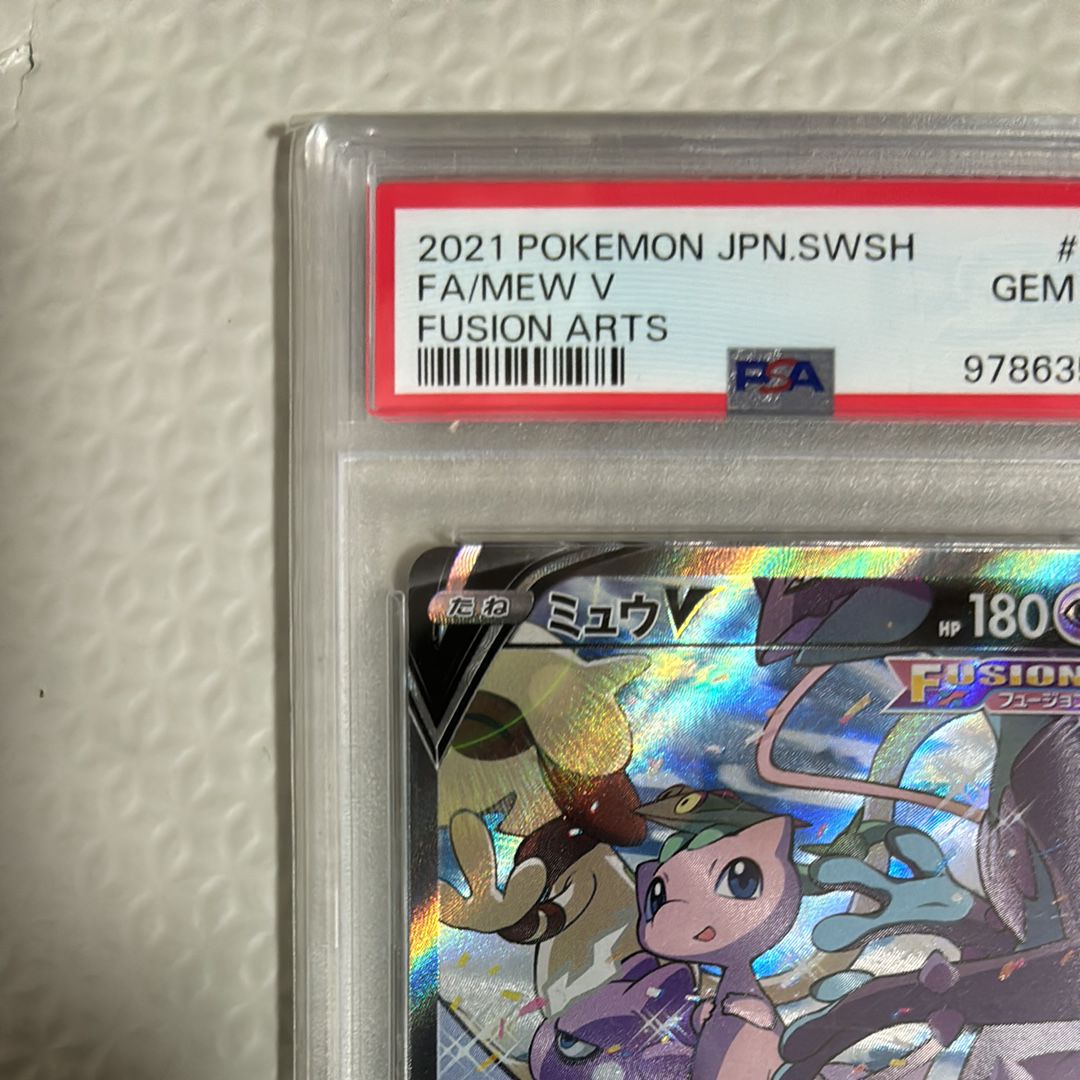 2021 POKEMON JPN.SWSH #
FA/MEW V GEM
FUSION ARTS
PSA 97863
たね ミュウV HP 180
FUSION
フュージョン